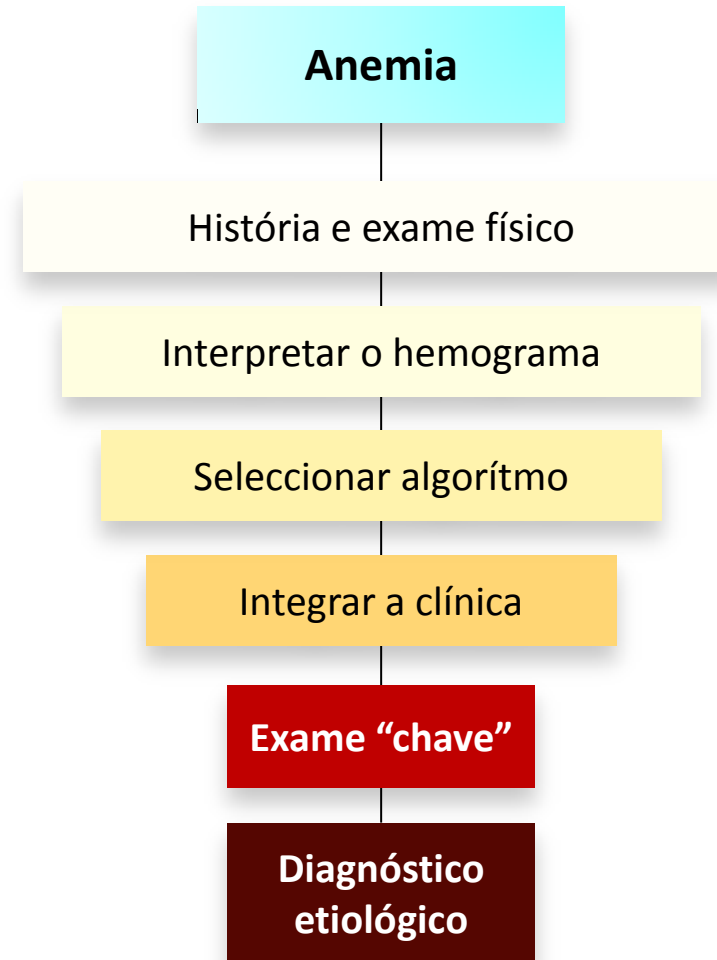 Anemia
História e exame físico
Interpretar o hemograma
Seleccionar algorítmo
Integrar a clínica
Exame “chave”
Diagnóstico
etiológico